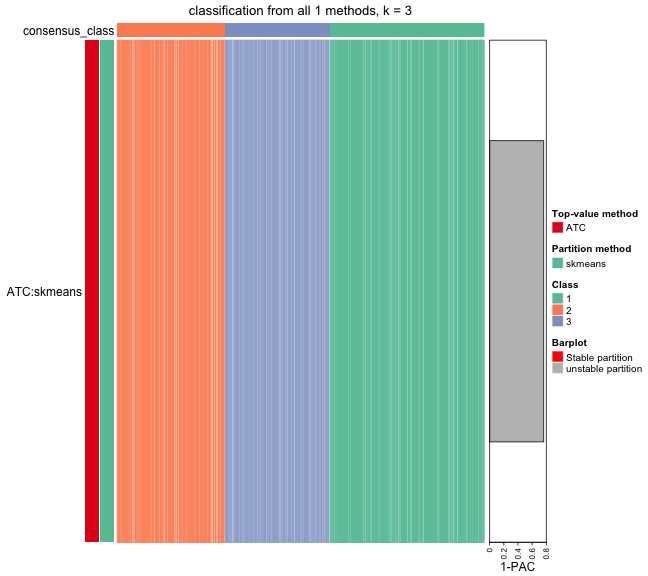 classification from all 1 methods, k = 3
consensus_class
ATC:skmeans
Top-value method
ATC
Partition method
skmeans
Class
1
2
3
Barplot
Stable partition
unstable partition
0
0.2
0.4
0.6
0.8
1-PAC